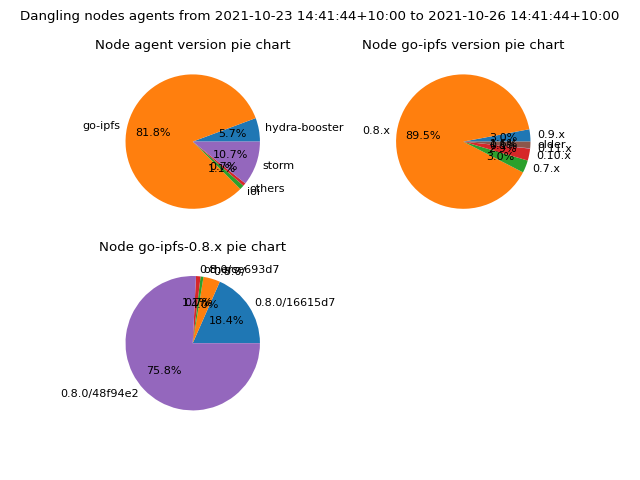 Dangling nodes agents from 2021-10-23 14:41:44+10:00 to 2021-10-26 14:41:44+10:00
Node agent version pie chart
go-ipfs
81.8%
5.7%
hydra-booster
10.7%
storm
1.1%
others
ioi
Node go-ipfs version pie chart
0.8.x
89.5%
3.0%
0.9.x
older
0.11.x
0.10.x
3.0%
0.7.x
Node go-ipfs-0.8.x pie chart
0.8.0/16615d7
18.4%
75.8%
0.8.0/48f94e2